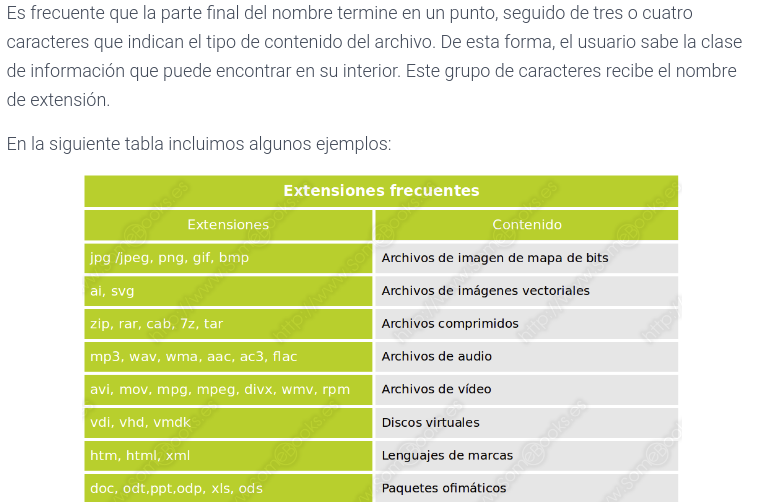 Es frecuente que la parte final del nombre termine en un punto, seguido de tres o cuatro
caracteres que indican el tipo de contenido del archivo. De esta forma, el usuario sabe la clase
de información que puede encontrar en su interior. Este grupo de caracteres recibe el nombre
de extensión.
En la siguiente tabla incluimos algunos ejemplos:
Extensiones frecuentes
Extensiones Contenido
jpg /jpeg, png, gif, bmp Archivos de imagen de mapa de bits
ai, svg Archivos de imágenes vectoriales
zip, rar, cab, 7z, tar Archivos comprimidos
mp3, wav, wma, aac, ac3, flac Archivos de audio
avi, mov, mpg, mpeg, divx, wmv, rpm Archivos de vídeo
vdi, vhd, vmdk Discos virtuales
htm, html, xml Lenguajes de marcas
doc, odt,ppt,odp, xls, ods Paquetes ofimáticos